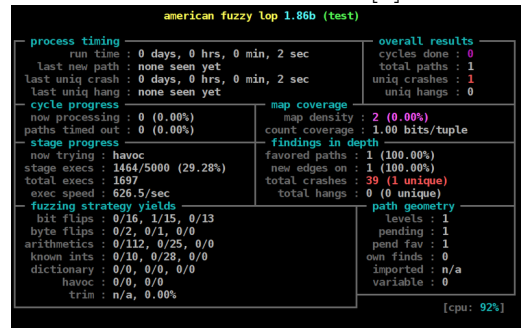 american fuzzy lop 1.86b (test)
process timing
run time : 0 days, 0 hrs, 0 min, 2 sec
last new path : none seen yet
last uniq crash : 0 days, 0 hrs, 0 min, 2 sec
last uniq hang : none seen yet
overall results
cycles done : 0
total paths : 1
uniq crashes : 1
uniq hangs : 0
cycle progress
now processing : 0 (0.00%)
paths timed out : 0 (0.00%)
map coverage
map density : 2 (0.00%)
count coverage : 1.00 bits/tuple
stage progress
now trying : havoc
stage execs : 1464/5000 (29.28%)
total execs : 1697
exec speed : 626.5/sec
findings in depth
favored paths : 1 (100.00%)
new edges on : 1 (100.00%)
total crashes : 39 (1 unique)
total hangs : 0 (0 unique)
fuzzing strategy yields
bit flips : 0/16, 1/15, 0/13
byte flips : 0/2, 0/1, 0/0
arithmetics : 0/112, 0/25, 0/0
known ints : 0/10, 0/28, 0/0
dictionary : 0/0, 0/0, 0/0
havoc : 0/0, 0/0
trim : n/a, 0.00%
path geometry
levels : 1
pending : 1
pend fav : 1
own finds : 0
imported : n/a
variable : 0
[cpu: 92%]